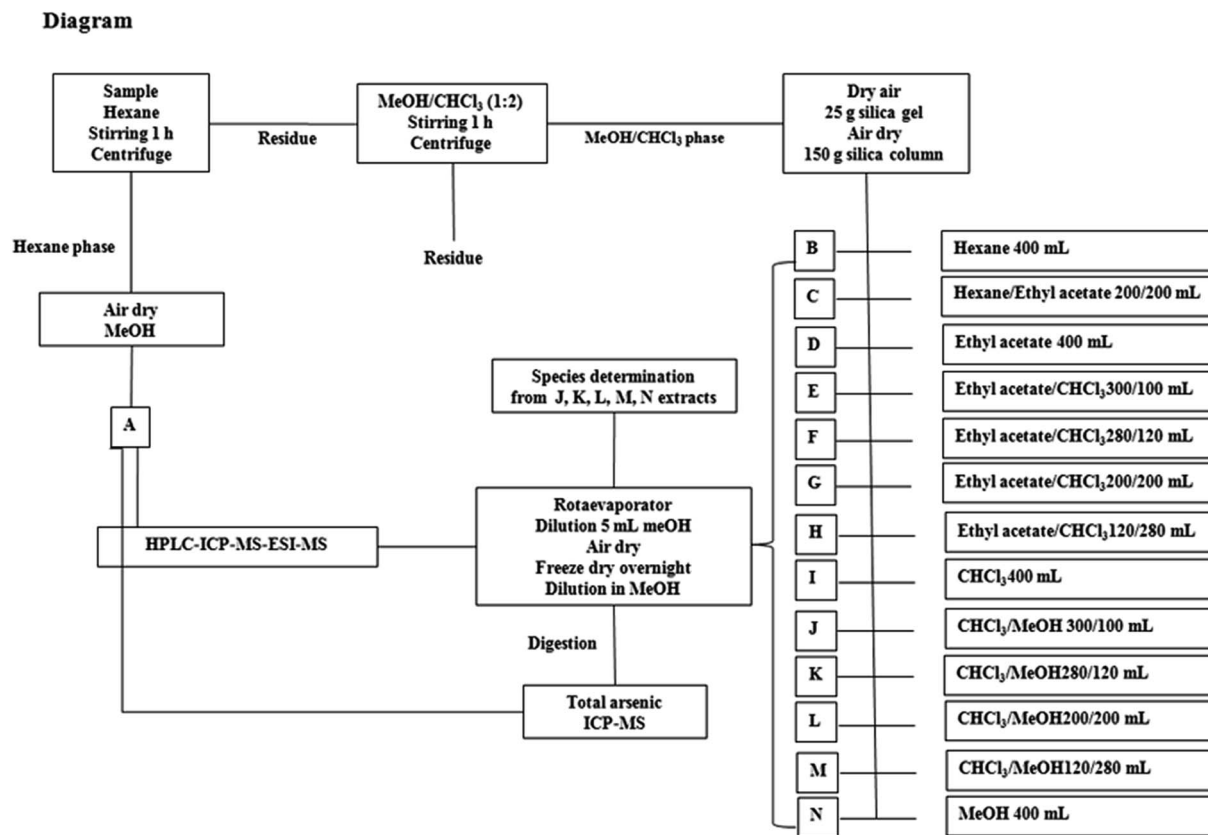 Diagram
Sample
Hexane
Stirring 1 h
Centrifuge
Residue
MeOH/CHCl₃ (1:2)
Stirring 1 h
Centrifuge
MeOH/CHCl₃ phase
Dry air
25 g silica gel
Air dry
150 g silica column
Hexane phase
Residue
Air dry
MeOH
A
HPLC-ICP-MS-ESI-MS
Species determination
from J, K, L, M, N extracts
Rotaevaporator
Dilution 5 mL meOH
Air dry
Freeze dry overnight
Dilution in MeOH
Digestion
Total arsenic
ICP-MS
B Hexane 400 mL
C Hexane/Ethyl acetate 200/200 mL
D Ethyl acetate 400 mL
E Ethyl acetate/CHCl₃300/100 mL
F Ethyl acetate/CHCl₃280/120 mL
G Ethyl acetate/CHCl₃200/200 mL
H Ethyl acetate/CHCl₃120/280 mL
I CHCl₃400 mL
J CHCl₃/MeOH 300/100 mL
K CHCl₃/MeOH280/120 mL
L CHCl₃/MeOH200/200 mL
M CHCl₃/MeOH120/280 mL
N MeOH 400 mL